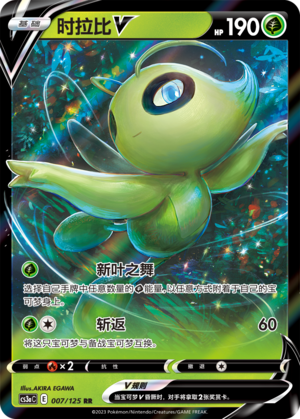 基础 时拉比V HP 190
新叶之舞
选择自己手牌中任意数量的能量,以任意方式附着于自己的宝
可梦身上。
斩返 60
将这只宝可梦与备战宝可梦互换。
弱点 ×2 抗性 撤退
Illus. AKIRA EGAWA
V规则
CS3aC E 007/125 RR
当宝可梦V昏厥时,对手将拿取2张奖赏卡。
©2023 Pokémon/Nintendo/Creatures/GAME FREAK.